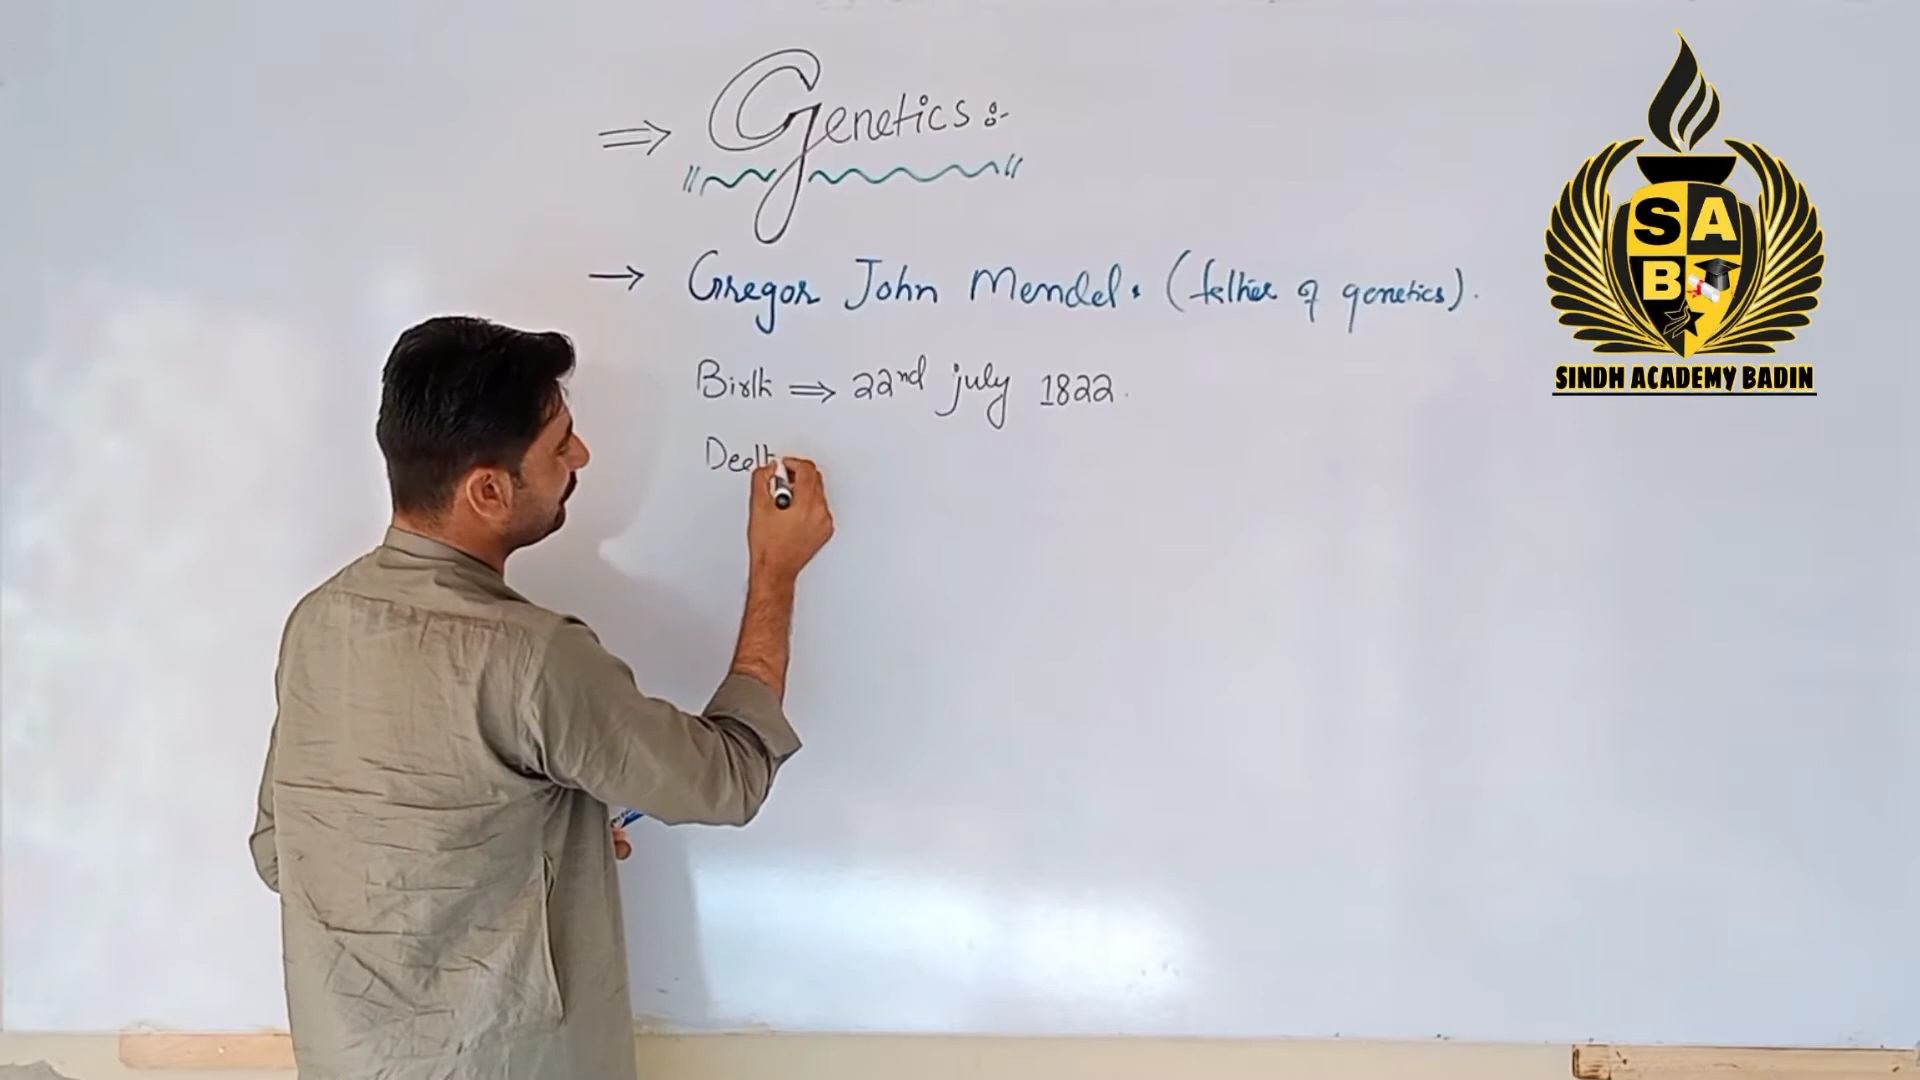 ⇒ Genetics :-
→ Gregor John Mendel. (father of genetics).
Birth ⇒ 22nd july 1822.
Death
SAB
SINDH ACADEMY BADIN